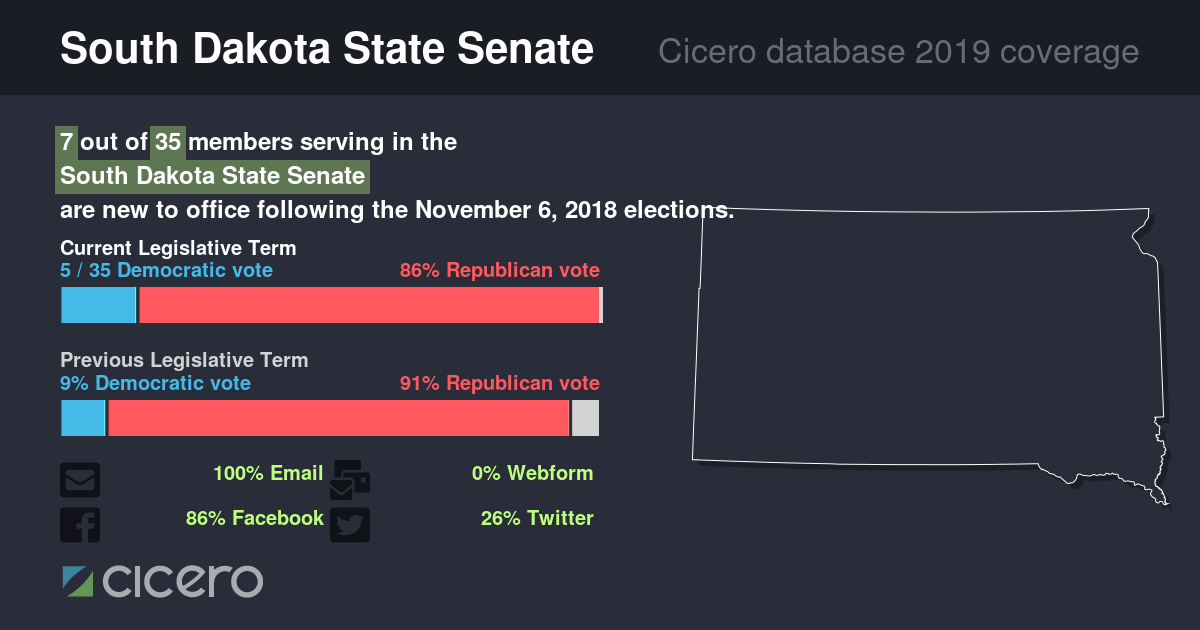 South Dakota State Senate
Cicero database 2019 coverage
7 out of 35 members serving in the
South Dakota State Senate
are new to office following the November 6, 2018 elections.
Current Legislative Term
5 / 35 Democratic vote 86% Republican vote
Previous Legislative Term
9% Democratic vote 91% Republican vote
100% Email 0% Webform
86% Facebook 26% Twitter
cicero